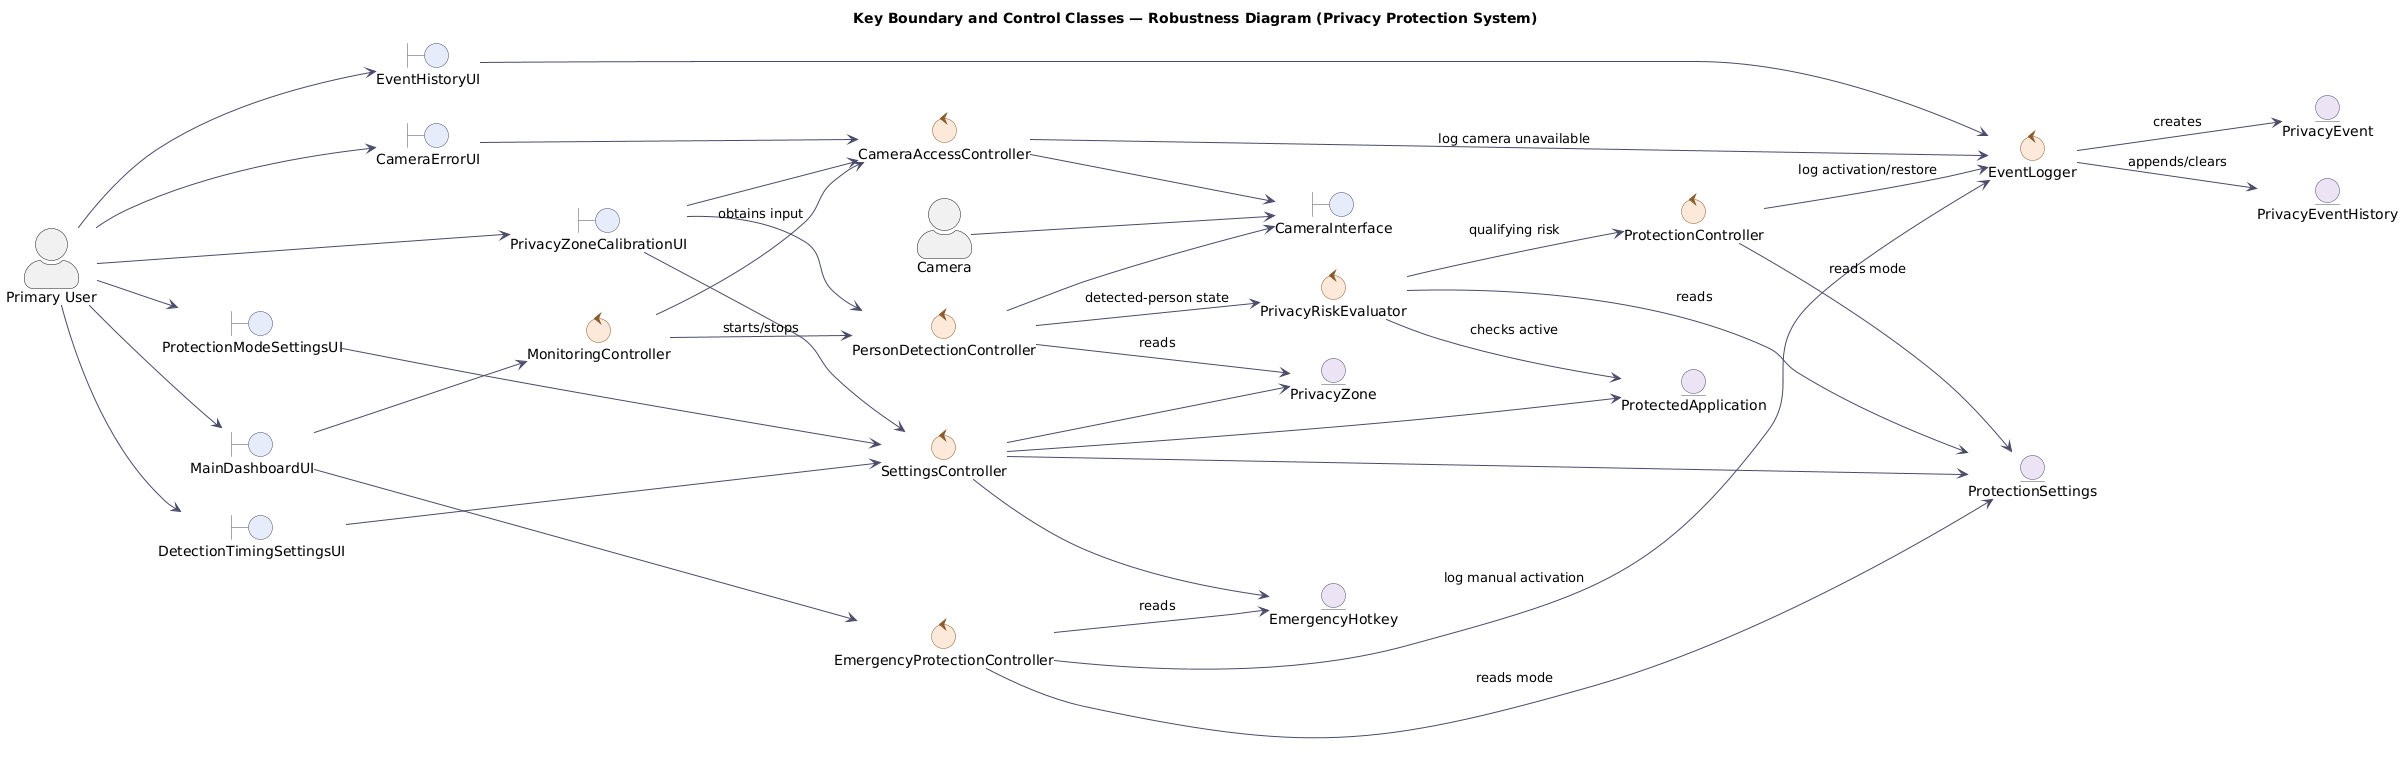 Key Boundary and Control Classes — Robustness Diagram (Privacy Protection System)
EventHistoryUI
CameraErrorUI
PrivacyZoneCalibrationUI
Primary User
ProtectionModeSettingsUI
MainDashboardUI
DetectionTimingSettingsUI
MonitoringController
obtains input
starts/stops
CameraAccessController
Camera
PersonDetectionController
SettingsController
EmergencyProtectionController
log camera unavailable
CameraInterface
detected-person state
PrivacyRiskEvaluator
reads
PrivacyZone
reads
EmergencyHotkey
qualifying risk
checks active
log manual activation
reads mode
ProtectionController
ProtectedApplication
log activation/restore
reads mode
reads
EventLogger
ProtectionSettings
creates
appends/clears
PrivacyEvent
PrivacyEventHistory